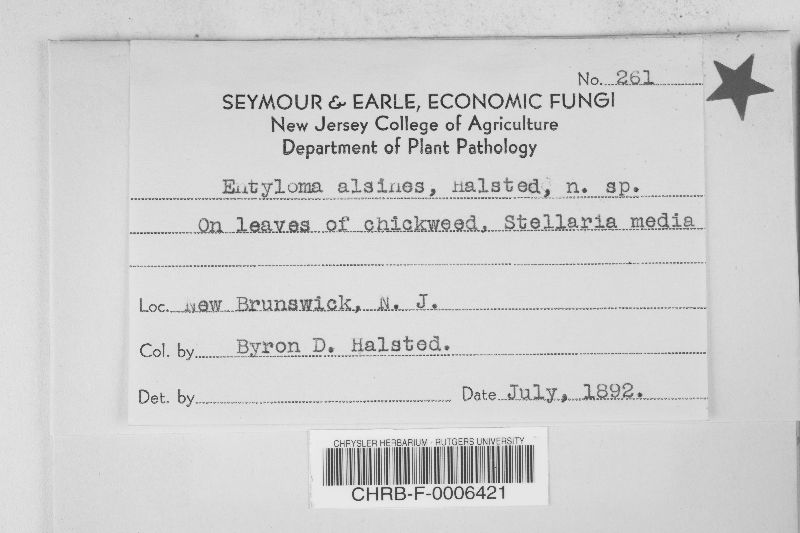 No. 261
SEYMOUR & EARLE, ECONOMIC FUNGI
New Jersey College of Agriculture
Department of Plant Pathology
Entyloma alsines, Halsted, n. sp.
On leaves of chickweed, Stellaria media
Loc. New Brunswick, N. J.
Col. by Byron D. Halsted.
Det. by Date July, 1892.
CHRYSLER HERBARIUM - RUTGERS UNIVERSITY
CHRB-F-0006421